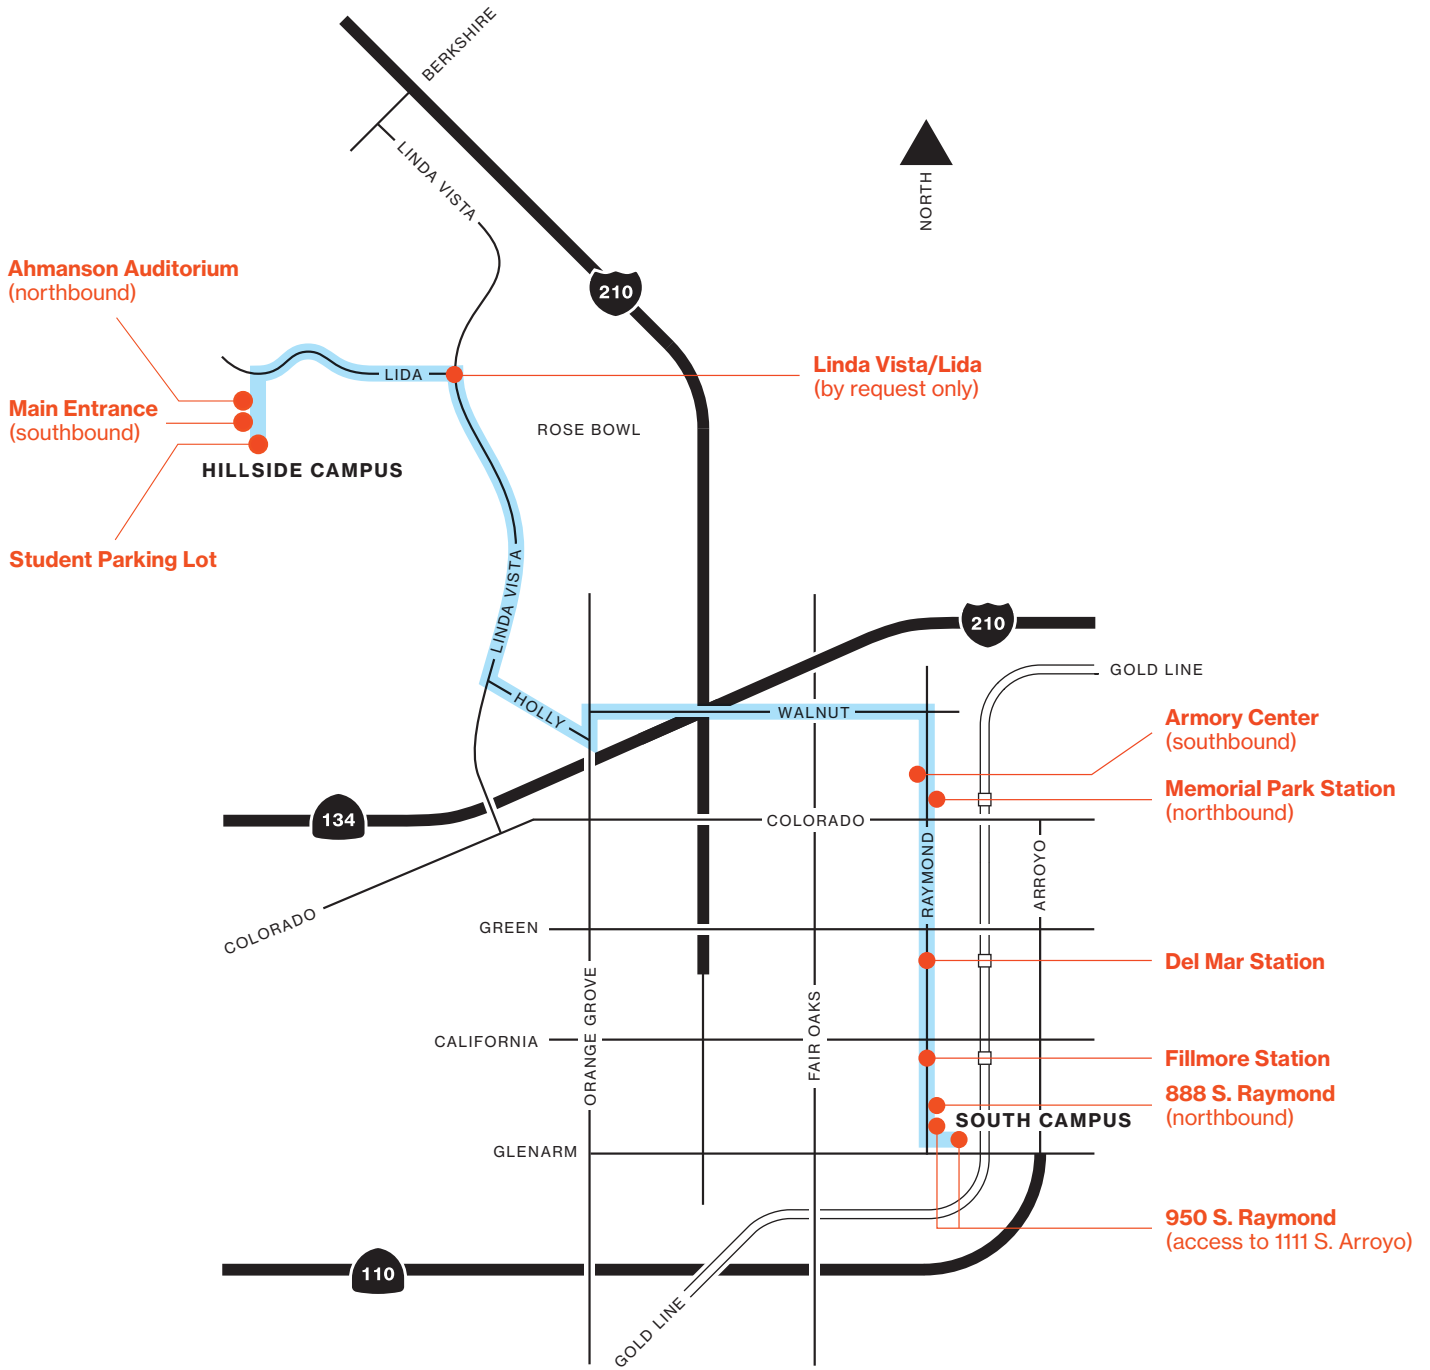 BERKSHIRE
LINDA VISTA
NORTH
210
Ahmanson Auditorium
(northbound)
LIDA
Linda Vista/Lida
(by request only)
Main Entrance
(southbound)
ROSE BOWL
HILLSIDE CAMPUS
Student Parking Lot
LINDA VISTA
210
GOLD LINE
HOLLY
WALNUT
Armory Center
(southbound)
Memorial Park Station
(northbound)
134
COLORADO
RAYMOND
ARROYO
COLORADO
GREEN
Del Mar Station
ORANGE GROVE
FAIR OAKS
CALIFORNIA
Fillmore Station
888 S. Raymond
(northbound)
SOUTH CAMPUS
GLENARM
950 S. Raymond
(access to 1111 S. Arroyo)
110
GOLD LINE